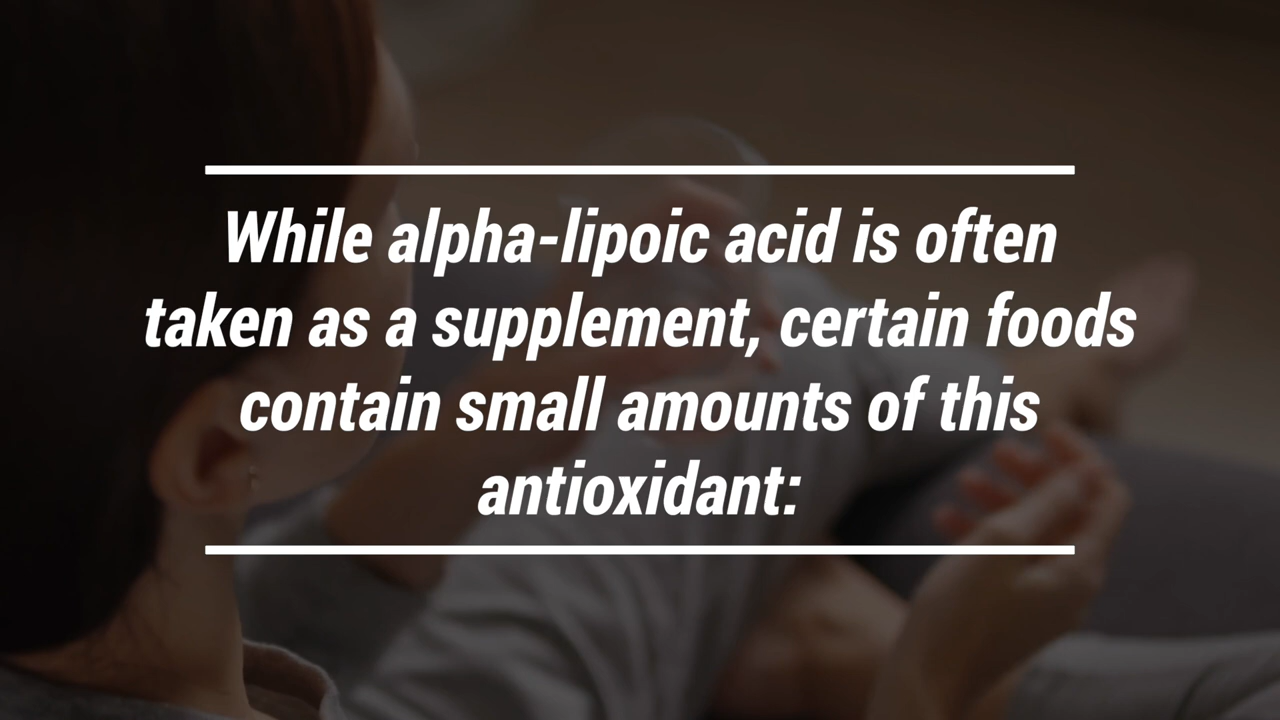 While alpha-lipoic acid is often
taken as a supplement, certain foods
contain small amounts of this
antioxidant: